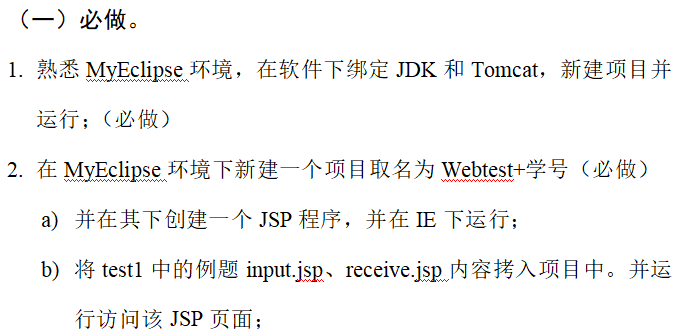 （一）必做。
1. 熟悉 MyEclipse 环境，在软件下绑定 JDK 和 Tomcat，新建项目并
运行；（必做）
2. 在 MyEclipse 环境下新建一个项目取名为 Webtest+学号（必做）
a) 并在其下创建一个 JSP 程序，并在 IE 下运行；
b) 将 test1 中的例题 input.jsp、receive.jsp 内容拷入项目中。并运
行访问该 JSP 页面；